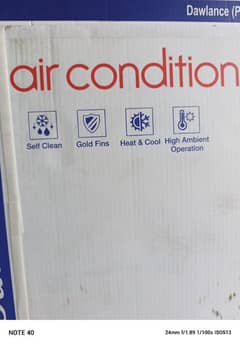 Dawlance (P
air condition
Self Clean
Gold Fins
Heat & Cool
High Ambient
Operation
NOTE 40
24mm f/1.89 1/100s ISO513